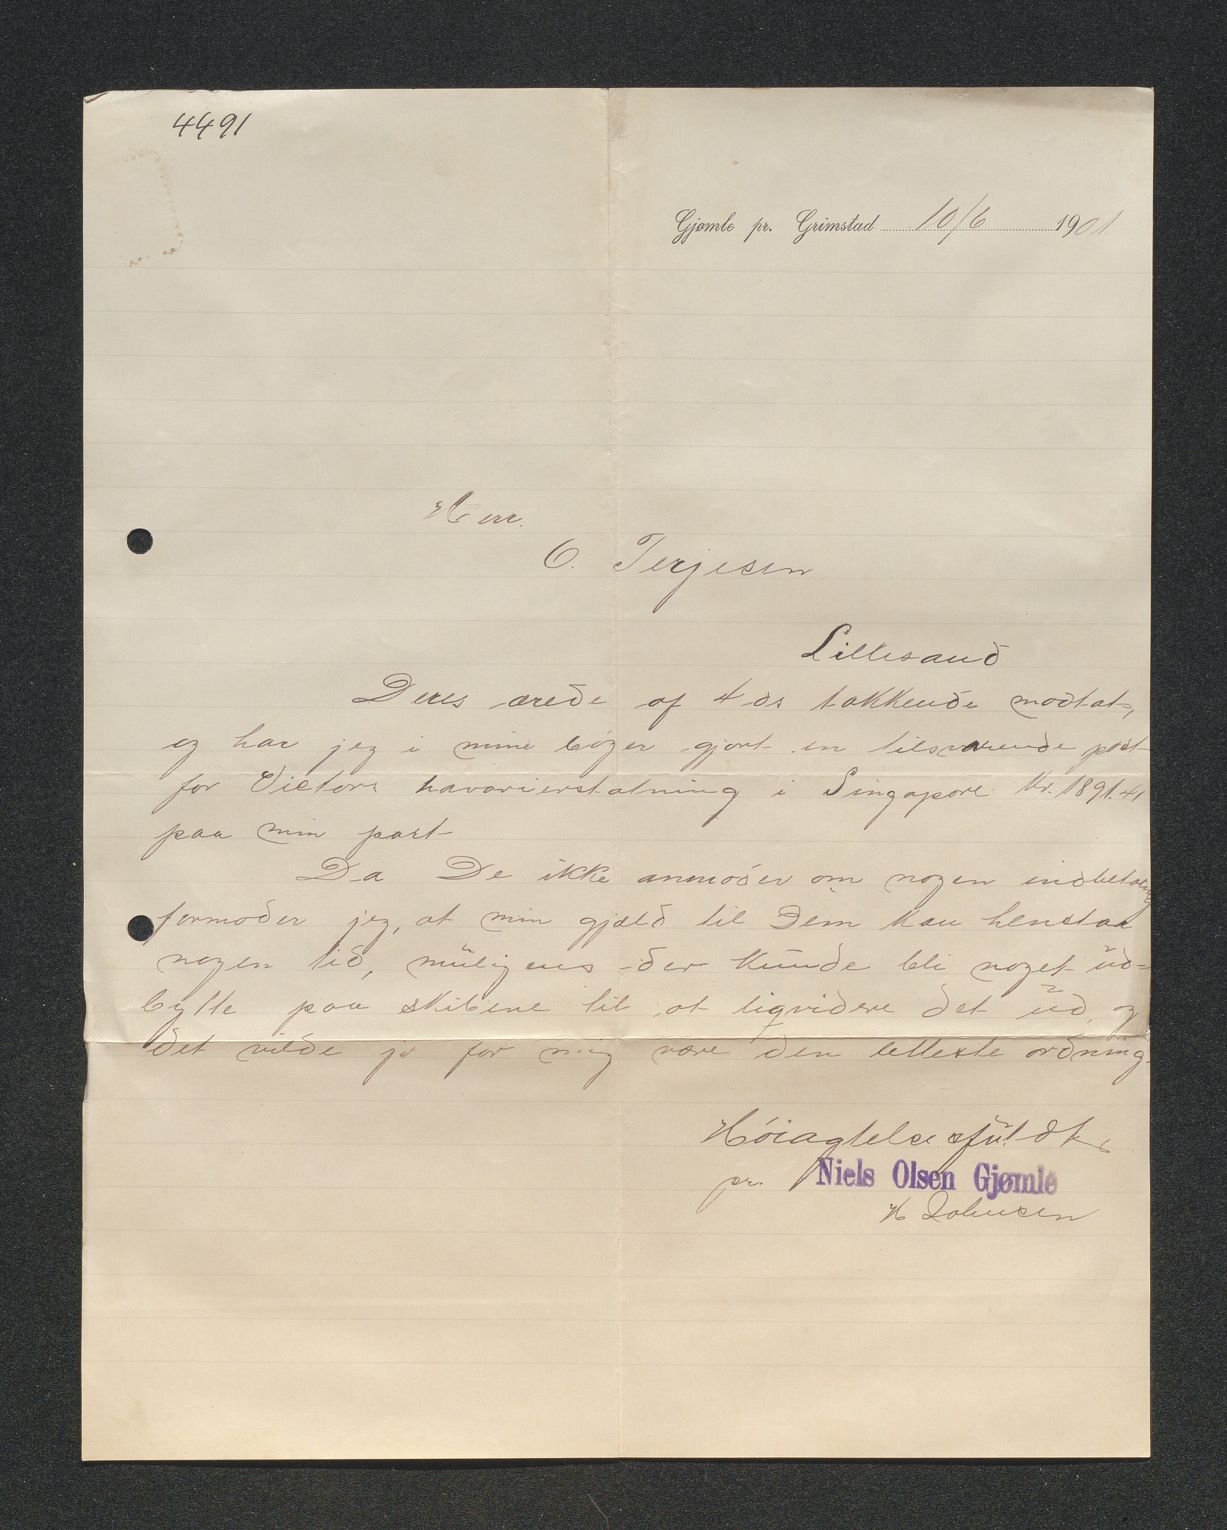 4491
Gjømle pr. Grimstad 10/6 1901
Herr.
O. Terjesen
Lillesand
Deres ærede af 4 ds takkende modtat,
og har jeg i mine bøger gjort en tilsvarende post
for Victors havarierstatning i Singapore Kr. 1891.41
paa min part
Da De ikke anmoder om nogen indbetaling
formoder jeg, at min gjæld til Dem kan henstaa
nogen tid, muligens der kunde bli noget ud=
bytte paa skibene til at liqvidere det ud, og
det vilde jo for mig være den letteste ordning.
Høiagtelsesfuldt
pr. Niels Olsen Gjømle
H Johnsen